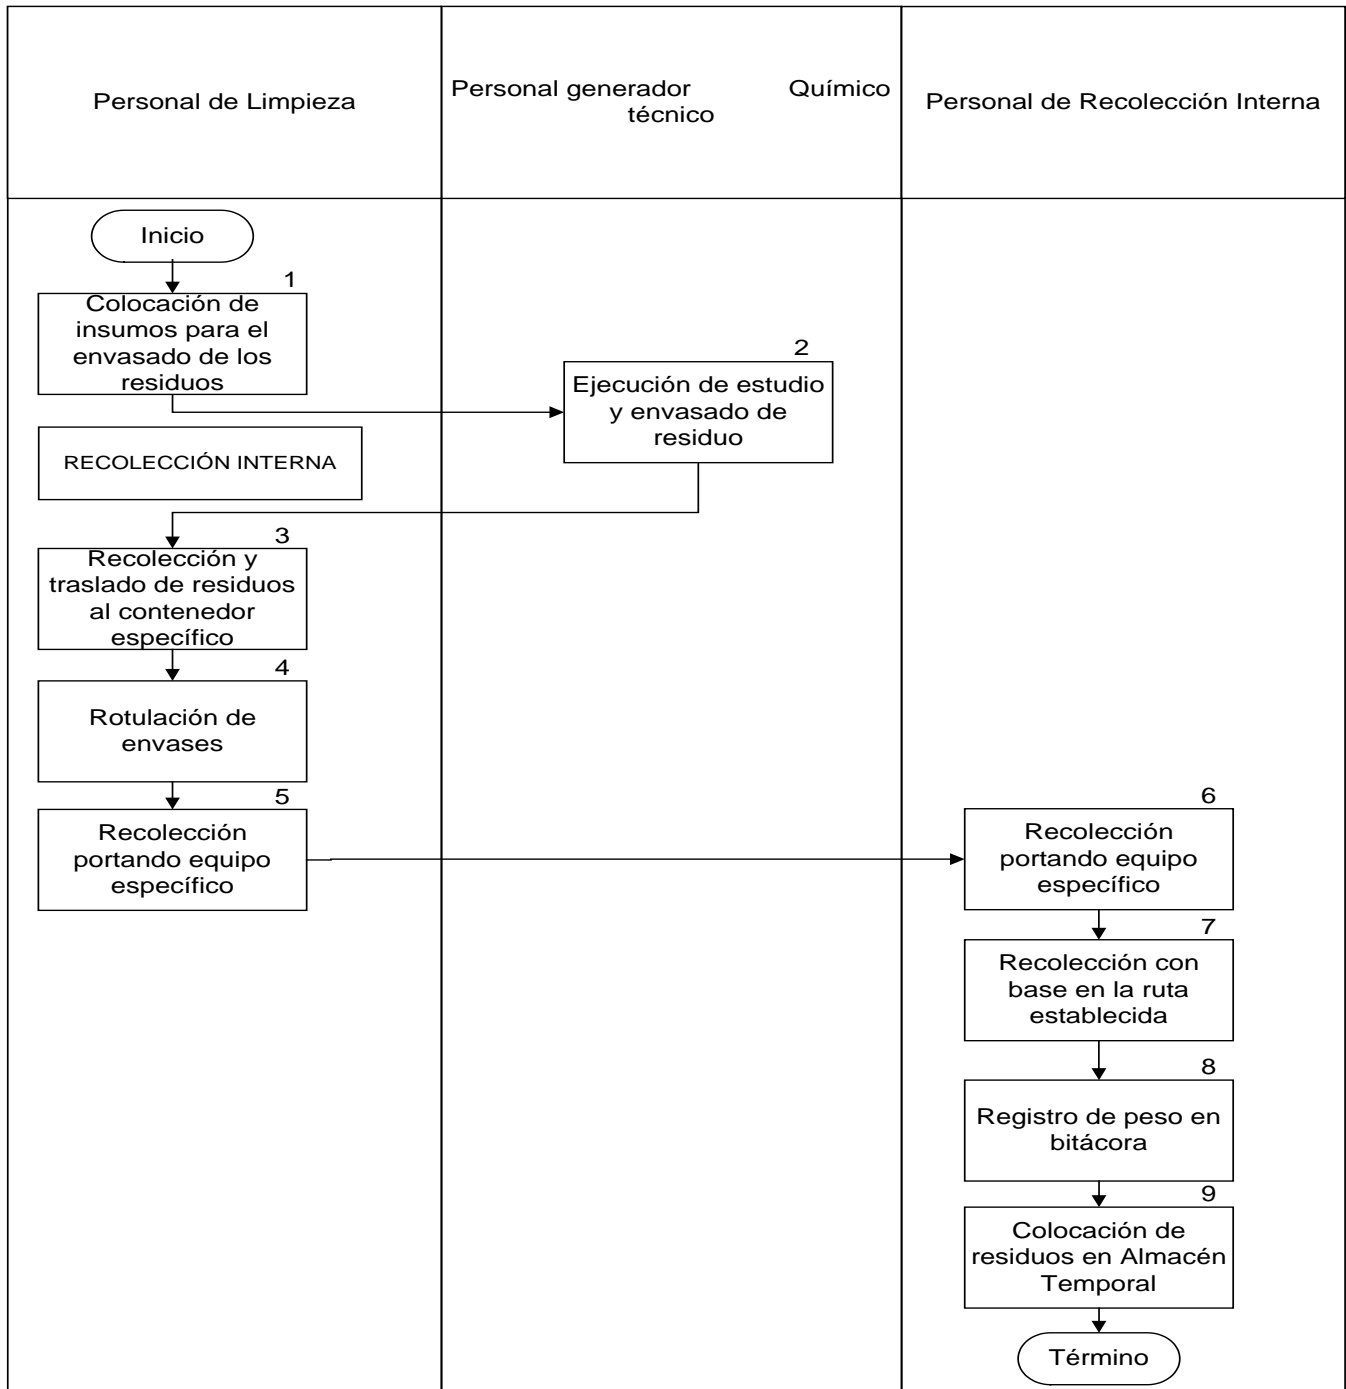 Personal de Limpieza
Personal generador Químico
técnico
Personal de Recolección Interna
Inicio
1
Colocación de
insumos para el
envasado de los
residuos
2
Ejecución de estudio
y envasado de
residuo
RECOLECCIÓN INTERNA
3
Recolección y
traslado de residuos
al contenedor
específico
4
Rotulación de
envases
5
Recolección
portando equipo
específico
6
Recolección
portando equipo
específico
7
Recolección con
base en la ruta
establecida
8
Registro de peso en
bitácora
9
Colocación de
residuos en Almacén
Temporal
Término